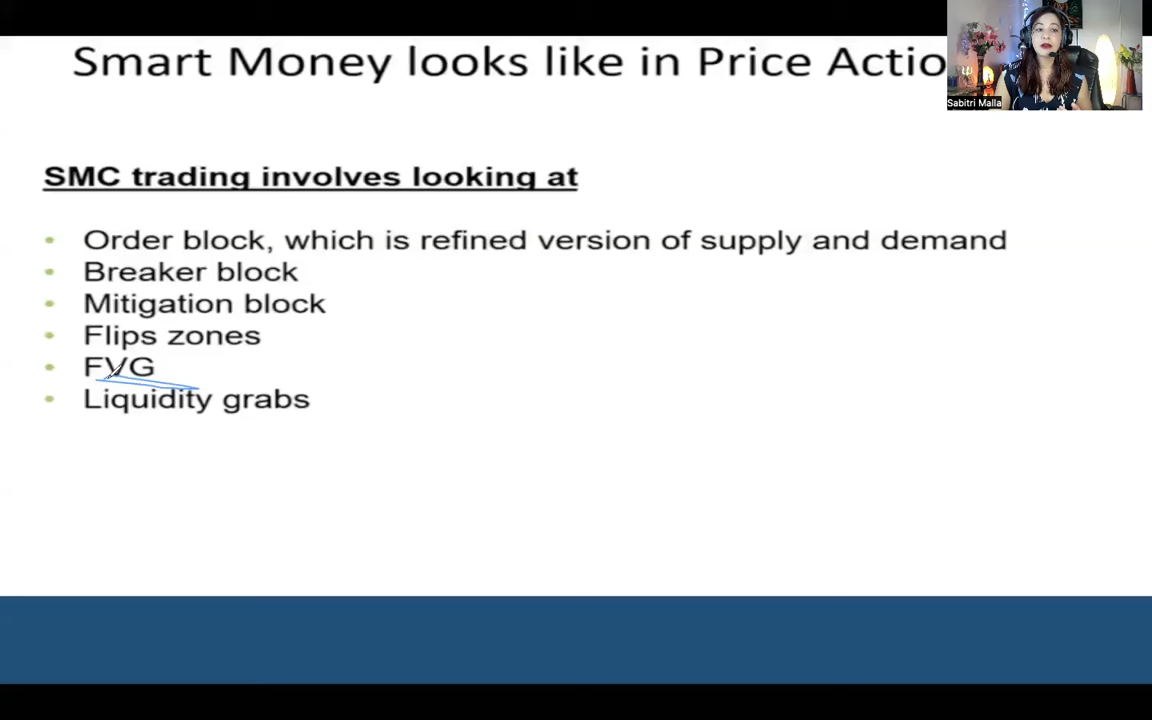 Smart Money looks like in Price Actio
Sabitri Malla
SMC trading involves looking at
Order block, which is refined version of supply and demand
Breaker block
Mitigation block
Flips zones
FVG
Liquidity grabs